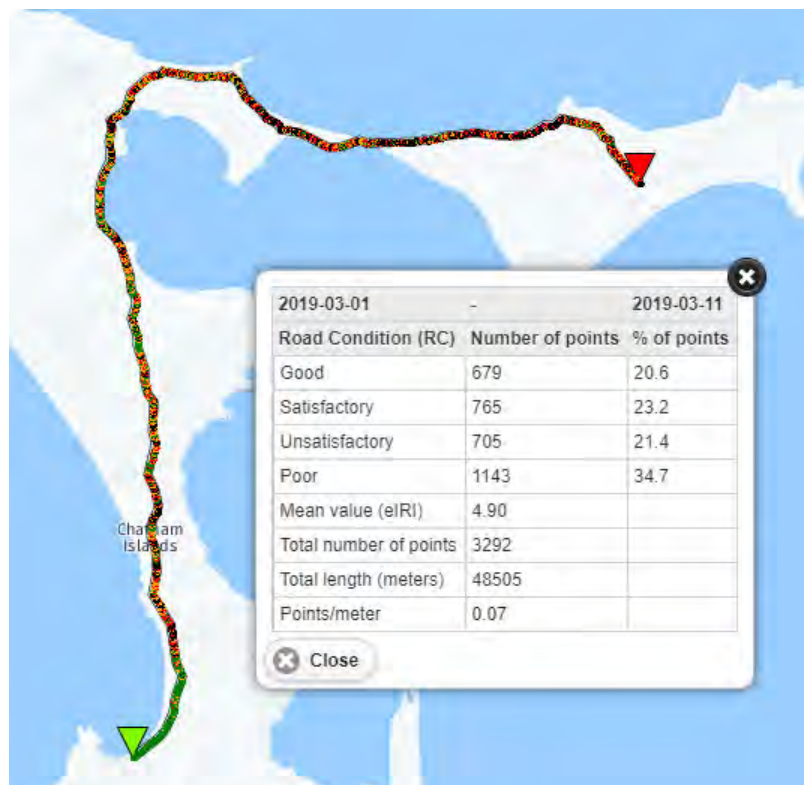 2019-03-01 - 2019-03-11
Road Condition (RC) Number of points % of points
Good 679 20.6
Satisfactory 765 23.2
Unsatisfactory 705 21.4
Poor 1143 34.7
Mean value (eIRI) 4.90
Total number of points 3292
Total length (meters) 48505
Points/meter 0.07
Close
Chatham
Islands